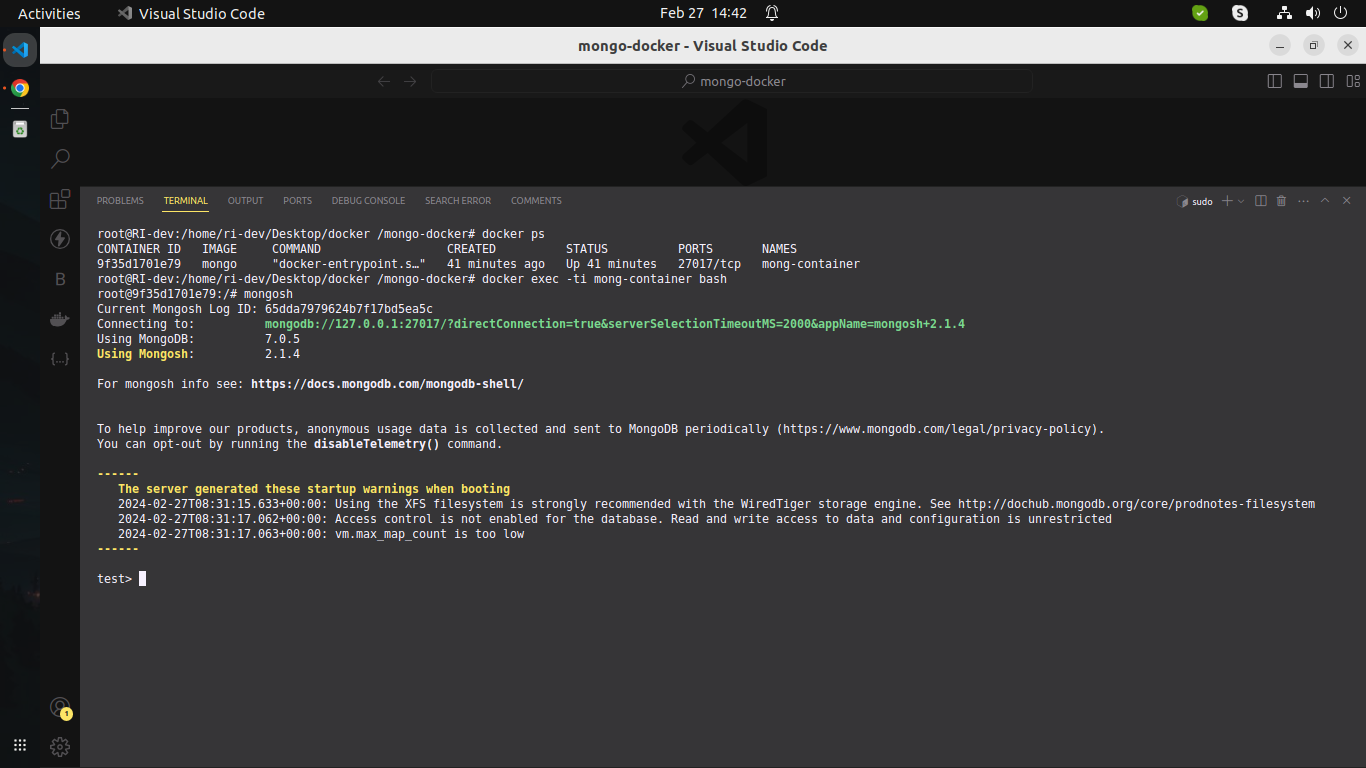 Activities Visual Studio Code Feb 27 14:42
mongo-docker - Visual Studio Code
mongo-docker
PROBLEMS TERMINAL OUTPUT PORTS DEBUG CONSOLE SEARCH ERROR COMMENTS sudo
root@RI-dev:/home/ri-dev/Desktop/docker /mongo-docker# docker ps
CONTAINER ID IMAGE COMMAND CREATED STATUS PORTS NAMES
9f35d1701e79 mongo "docker-entrypoint.s…" 41 minutes ago Up 41 minutes 27017/tcp mong-container
root@RI-dev:/home/ri-dev/Desktop/docker /mongo-docker# docker exec -ti mong-container bash
root@9f35d1701e79:/# mongosh
Current Mongosh Log ID: 65dda7979624b7f17bd5ea5c
Connecting to: mongodb://127.0.0.1:27017/?directConnection=true&serverSelectionTimeoutMS=2000&appName=mongosh+2.1.4
Using MongoDB: 7.0.5
Using Mongosh: 2.1.4
For mongosh info see: https://docs.mongodb.com/mongodb-shell/
To help improve our products, anonymous usage data is collected and sent to MongoDB periodically (https://www.mongodb.com/legal/privacy-policy).
You can opt-out by running the disableTelemetry() command.
------
The server generated these startup warnings when booting
2024-02-27T08:31:15.633+00:00: Using the XFS filesystem is strongly recommended with the WiredTiger storage engine. See http://dochub.mongodb.org/core/prodnotes-filesystem
2024-02-27T08:31:17.062+00:00: Access control is not enabled for the database. Read and write access to data and configuration is unrestricted
2024-02-27T08:31:17.063+00:00: vm.max_map_count is too low
------
test>
B
{...}
S
1